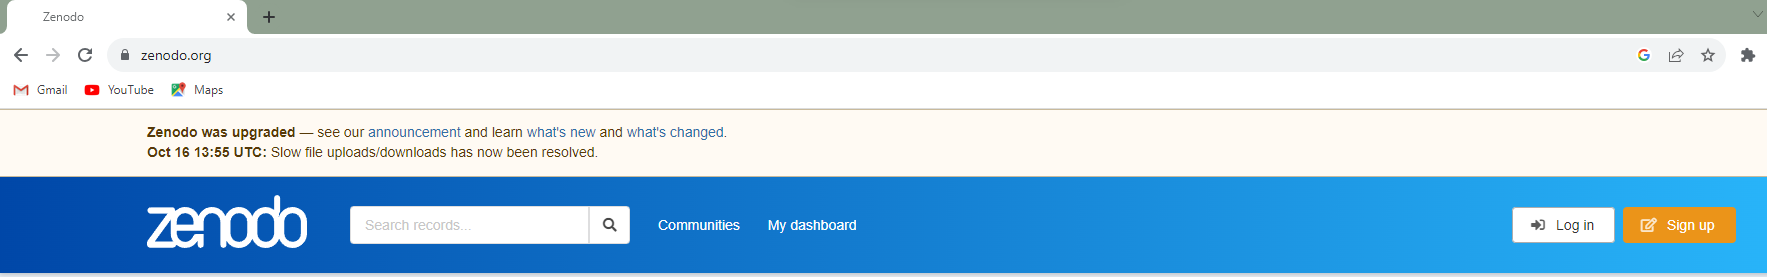 Zenodo
zenodo.org
Gmail YouTube Maps
Zenodo was upgraded — see our announcement and learn what's new and what's changed.
Oct 16 13:55 UTC: Slow file uploads/downloads has now been resolved.
zenodo Search records... Communities My dashboard Log in Sign up